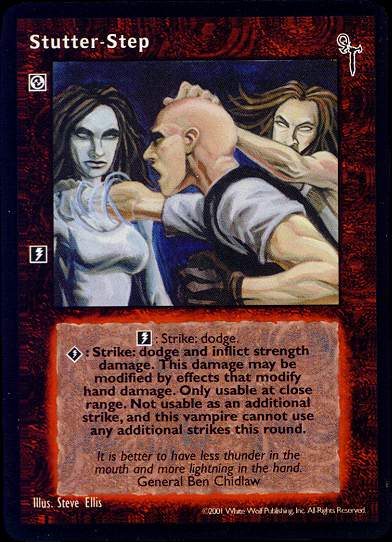 Stutter-Step
: Strike: dodge.
: Strike: dodge and inflict strength
damage. This damage may be
modified by effects that modify
hand damage. Only usable at close
range. Not usable as an additional
strike, and this vampire cannot use
any additional strikes this round.
It is better to have less thunder in the
mouth and more lightning in the hand.
General Ben Chidlaw
Illus. Steve Ellis
©2001 White Wolf Publishing, Inc. All Rights Reserved.